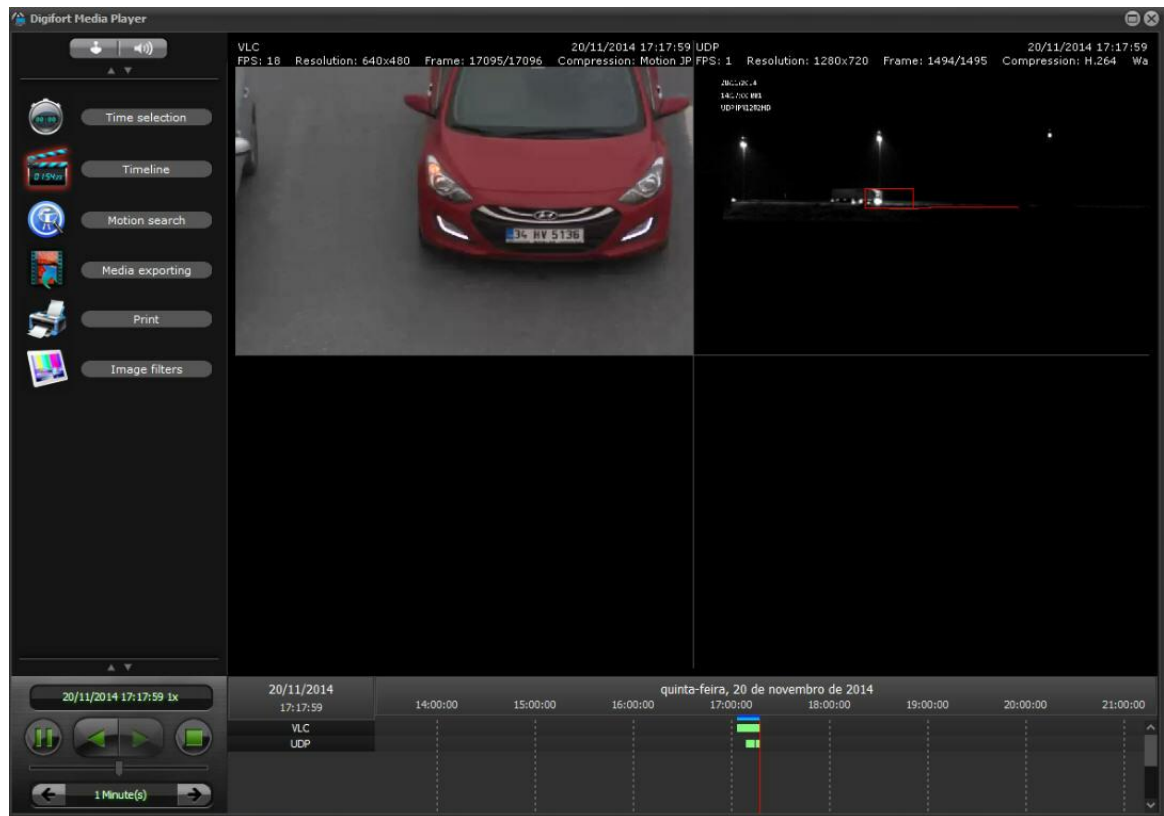 Digifort Media Player
VLC 20/11/2014 17:17:59
FPS: 18 Resolution: 640x480 Frame: 17095/17096 Compression: Motion JP
34 HV 5136
UDP 20/11/2014 17:17:59
FPS: 1 Resolution: 1280x720 Frame: 1494/1495 Compression: H.264 Wa
Time selection
Timeline
Motion search
Media exporting
Print
Image filters
20/11/2014 17:17:59 1x
1 Minute(s)
20/11/2014
17:17:59
quinta-feira, 20 de novembro de 2014
14:00:00 15:00:00 16:00:00 17:00:00 18:00:00 19:00:00 20:00:00 21:00:00
VLC
UDP